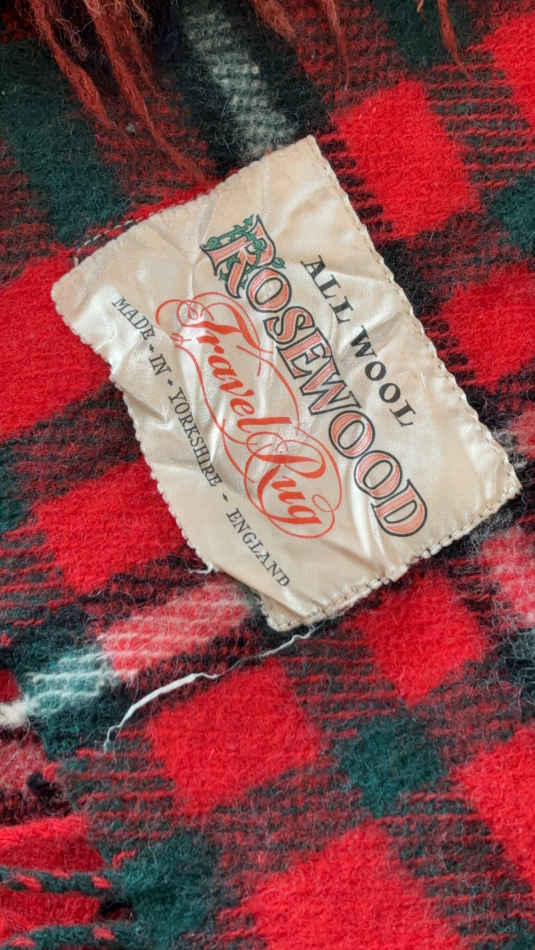 ALL WOOL
ROSEWOOD
Travel Rug
MADE - IN - YORKSHIRE - ENGLAND